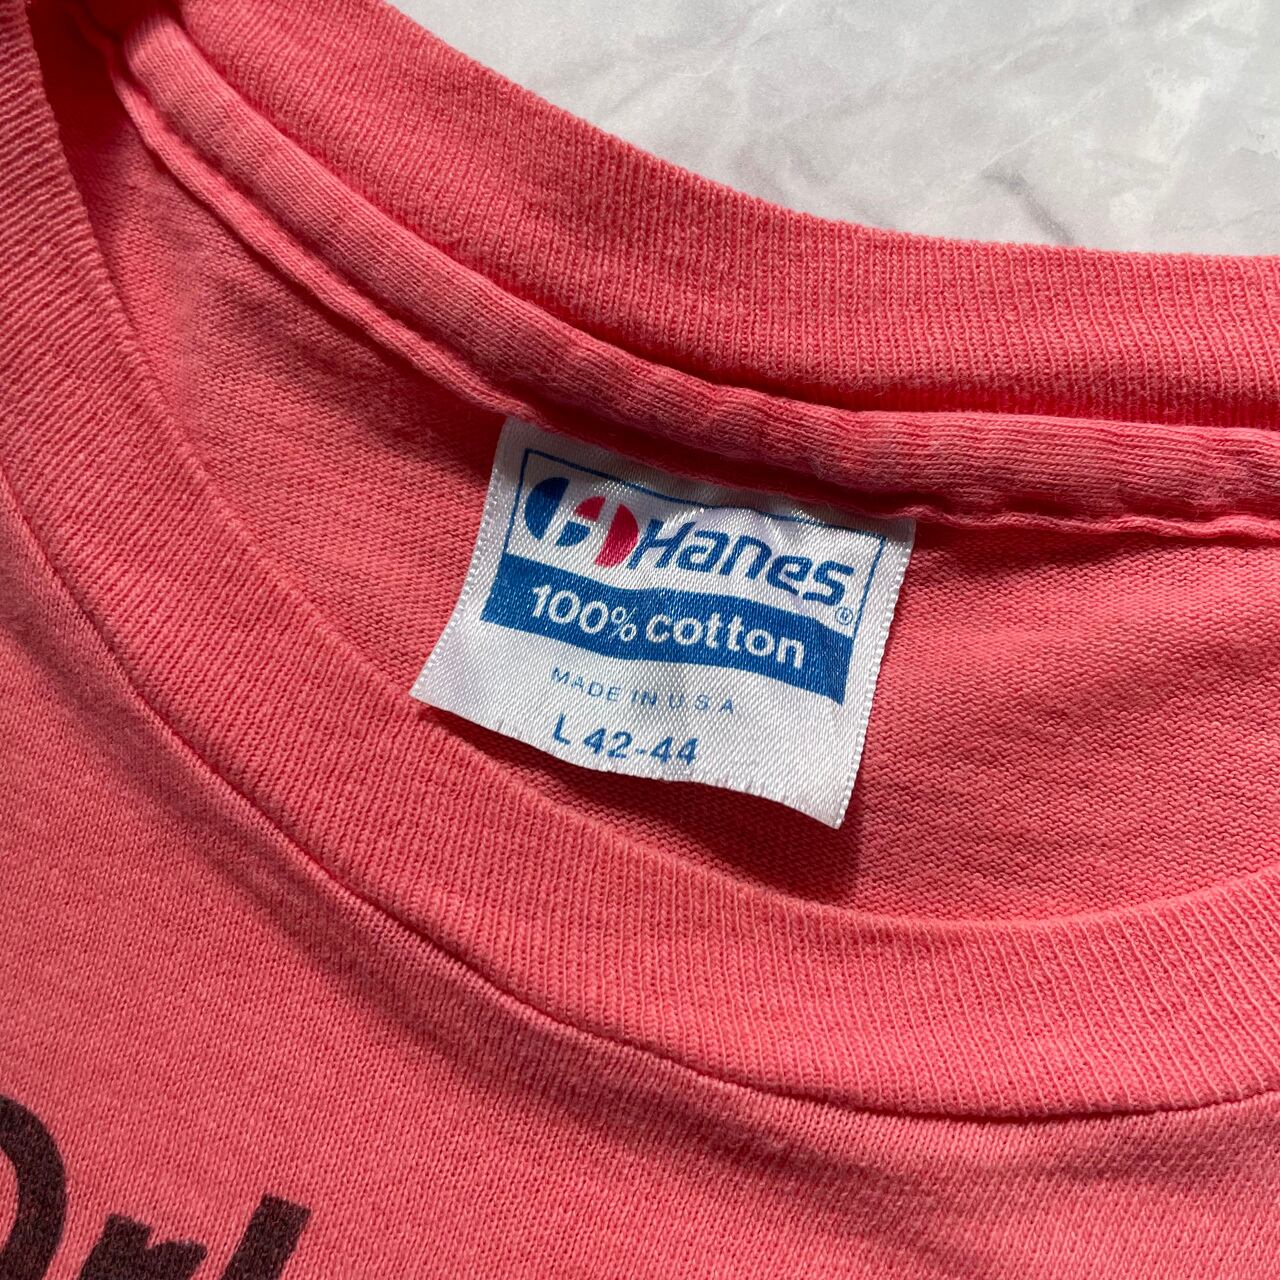 Hanes®
100% cotton
MADE IN U.S.A
L 42-44